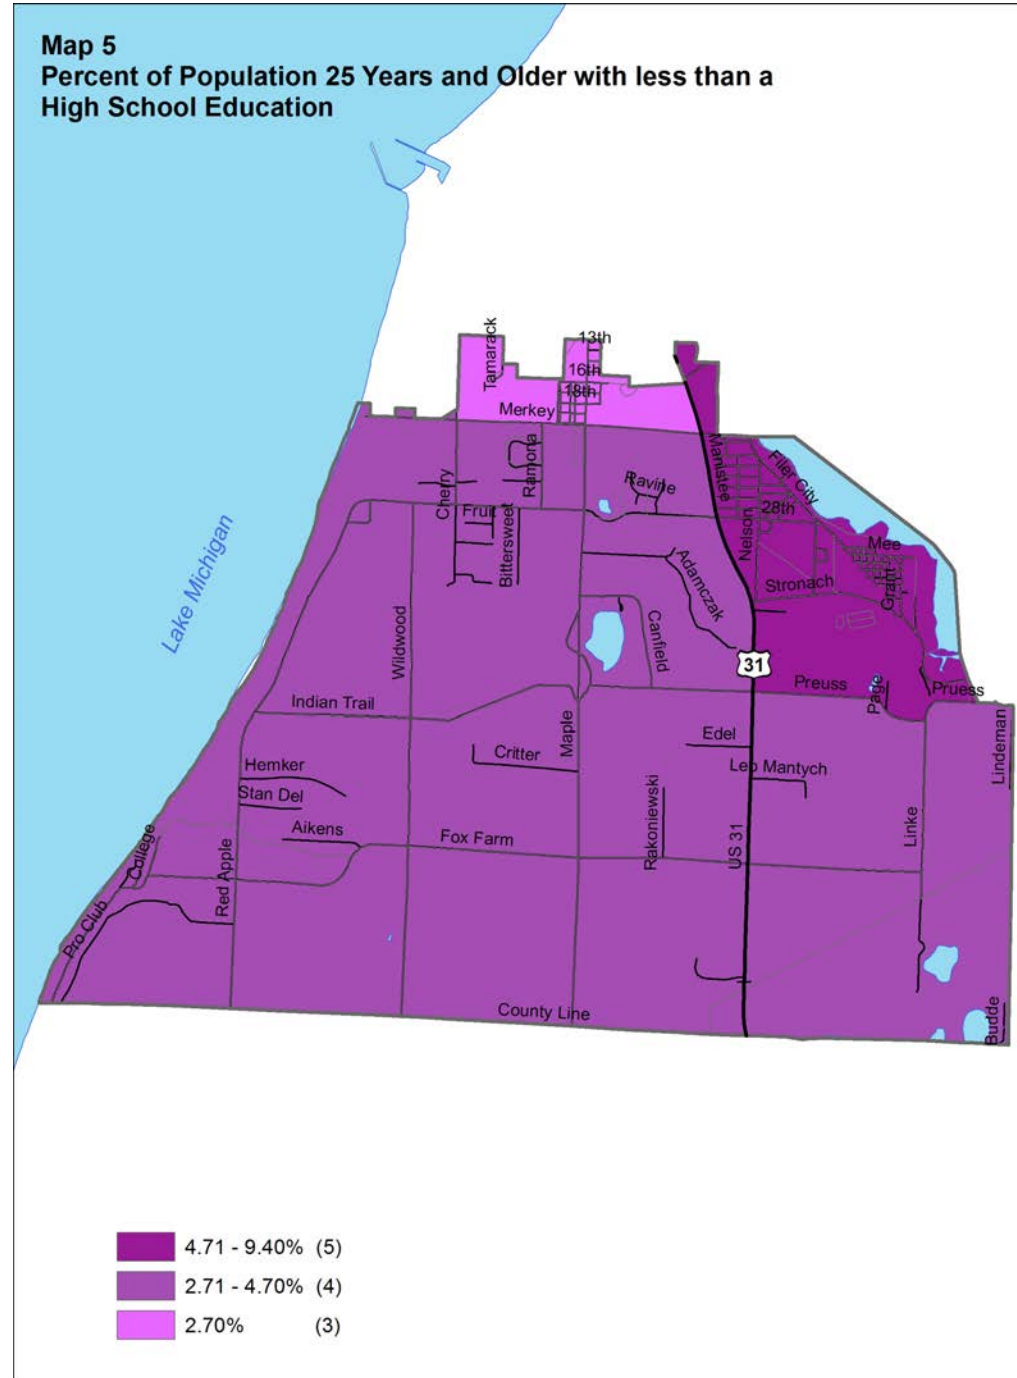 Map 5
Percent of Population 25 Years and Older with less than a
High School Education
Tamarack
13th
16th
18th
Merkey
Manistee
Filer City
Ramona
Ravine
Cherry
Fruit
Bittersweet
28th
Nelson
Mee
Grant
Stronach
Adamczak
Lake Michigan
Wildwood
Canfield
31
Preuss
Page
Pruess
Indian Trail
Maple
Edel
Lindeman
Critter
Hemker
Leo Mantych
Stan Del
Rakoniewski
Aikens
Fox Farm
US 31
Linke
College
Red Apple
Pro Club
County Line
Budde
4.71 - 9.40% (5)
2.71 - 4.70% (4)
2.70% (3)